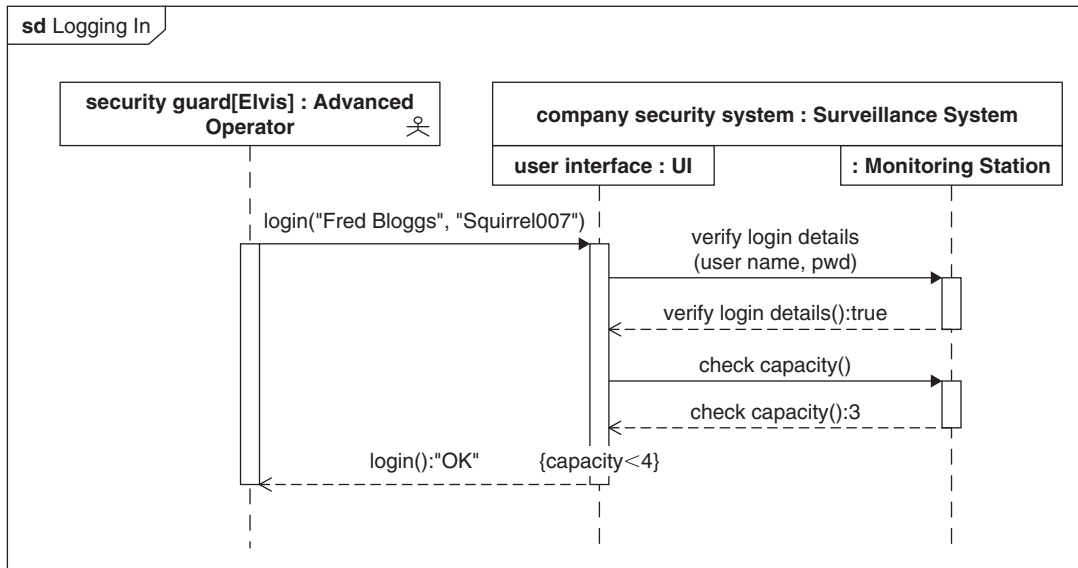 sd Logging In
security guard[Elvis] : Advanced
Operator
company security system : Surveillance System
user interface : UI
: Monitoring Station
login("Fred Bloggs", "Squirrel007")
verify login details
(user name, pwd)
verify login details():true
check capacity()
check capacity():3
login():"OK"
{capacity<4}